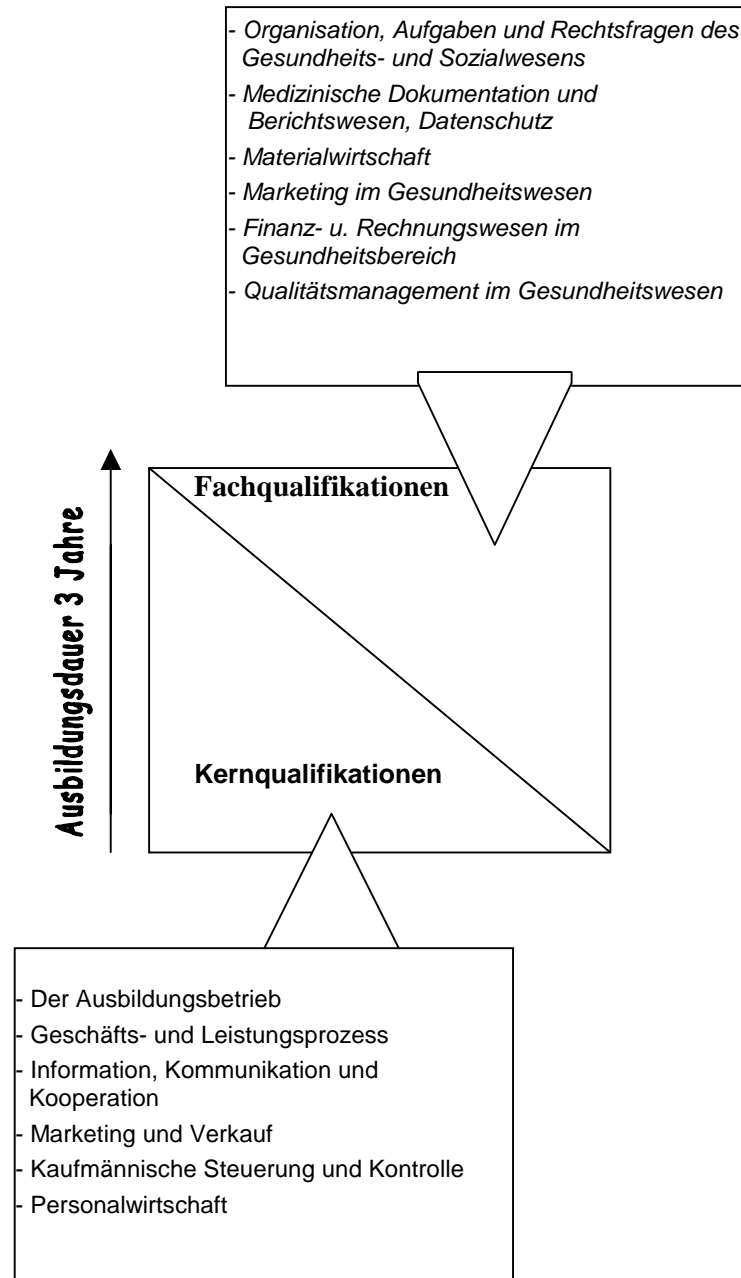 - Organisation, Aufgaben und Rechtsfragen des
Gesundheits- und Sozialwesens
- Medizinische Dokumentation und
Berichtswesen, Datenschutz
- Materialwirtschaft
- Marketing im Gesundheitswesen
- Finanz- u. Rechnungswesen im
Gesundheitsbereich
- Qualitätsmanagement im Gesundheitswesen
Fachqualifikationen
Ausbildungsdauer 3 Jahre
Kernqualifikationen
- Der Ausbildungsbetrieb
- Geschäfts- und Leistungsprozess
- Information, Kommunikation und
Kooperation
- Marketing und Verkauf
- Kaufmännische Steuerung und Kontrolle
- Personalwirtschaft